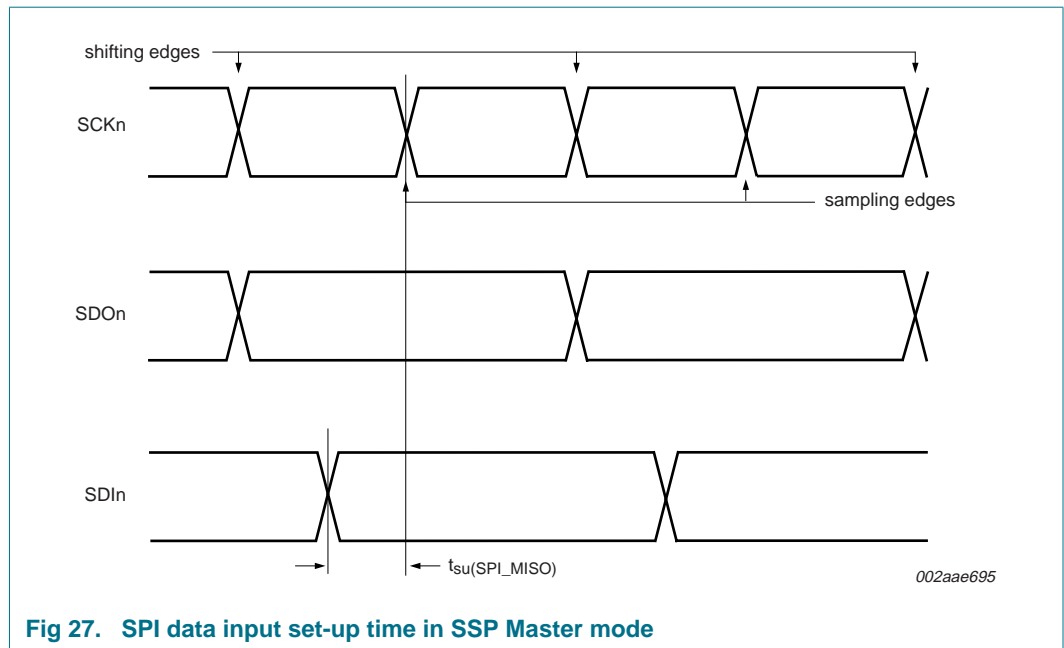 shifting edges
SCKn
sampling edges
SDOn
SDIn
tsu(SPI_MISO)
002aae695
Fig 27. SPI data input set-up time in SSP Master mode